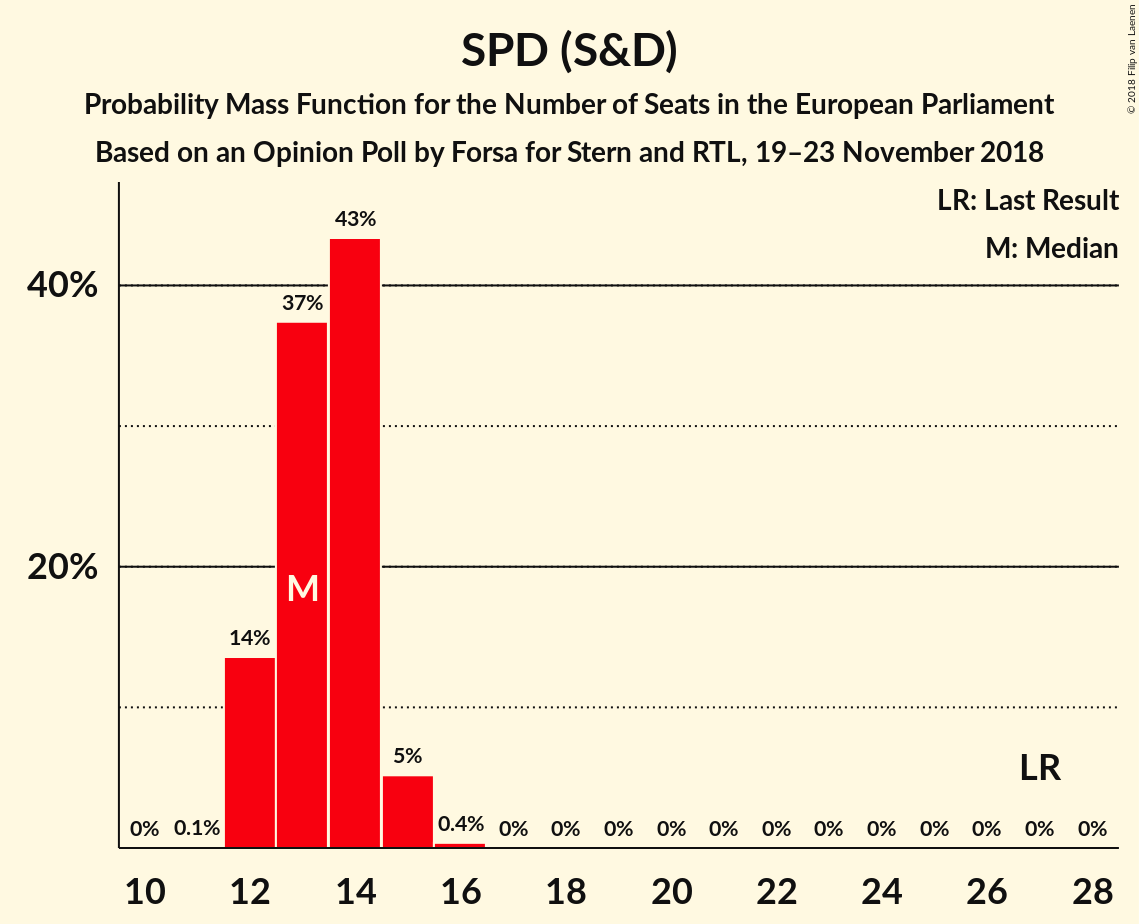 SPD (S&D)
Probability Mass Function for the Number of Seats in the European Parliament
Based on an Opinion Poll by Forsa for Stern and RTL, 19–23 November 2018
© 2018 Filip van Laenen
LR: Last Result
M: Median
43%
40%
37%
20%
M
14%
5%
LR
0% 0.1% 0.4% 0% 0% 0% 0% 0% 0% 0% 0% 0% 0% 0% 0%
10 12 14 16 18 20 22 24 26 28